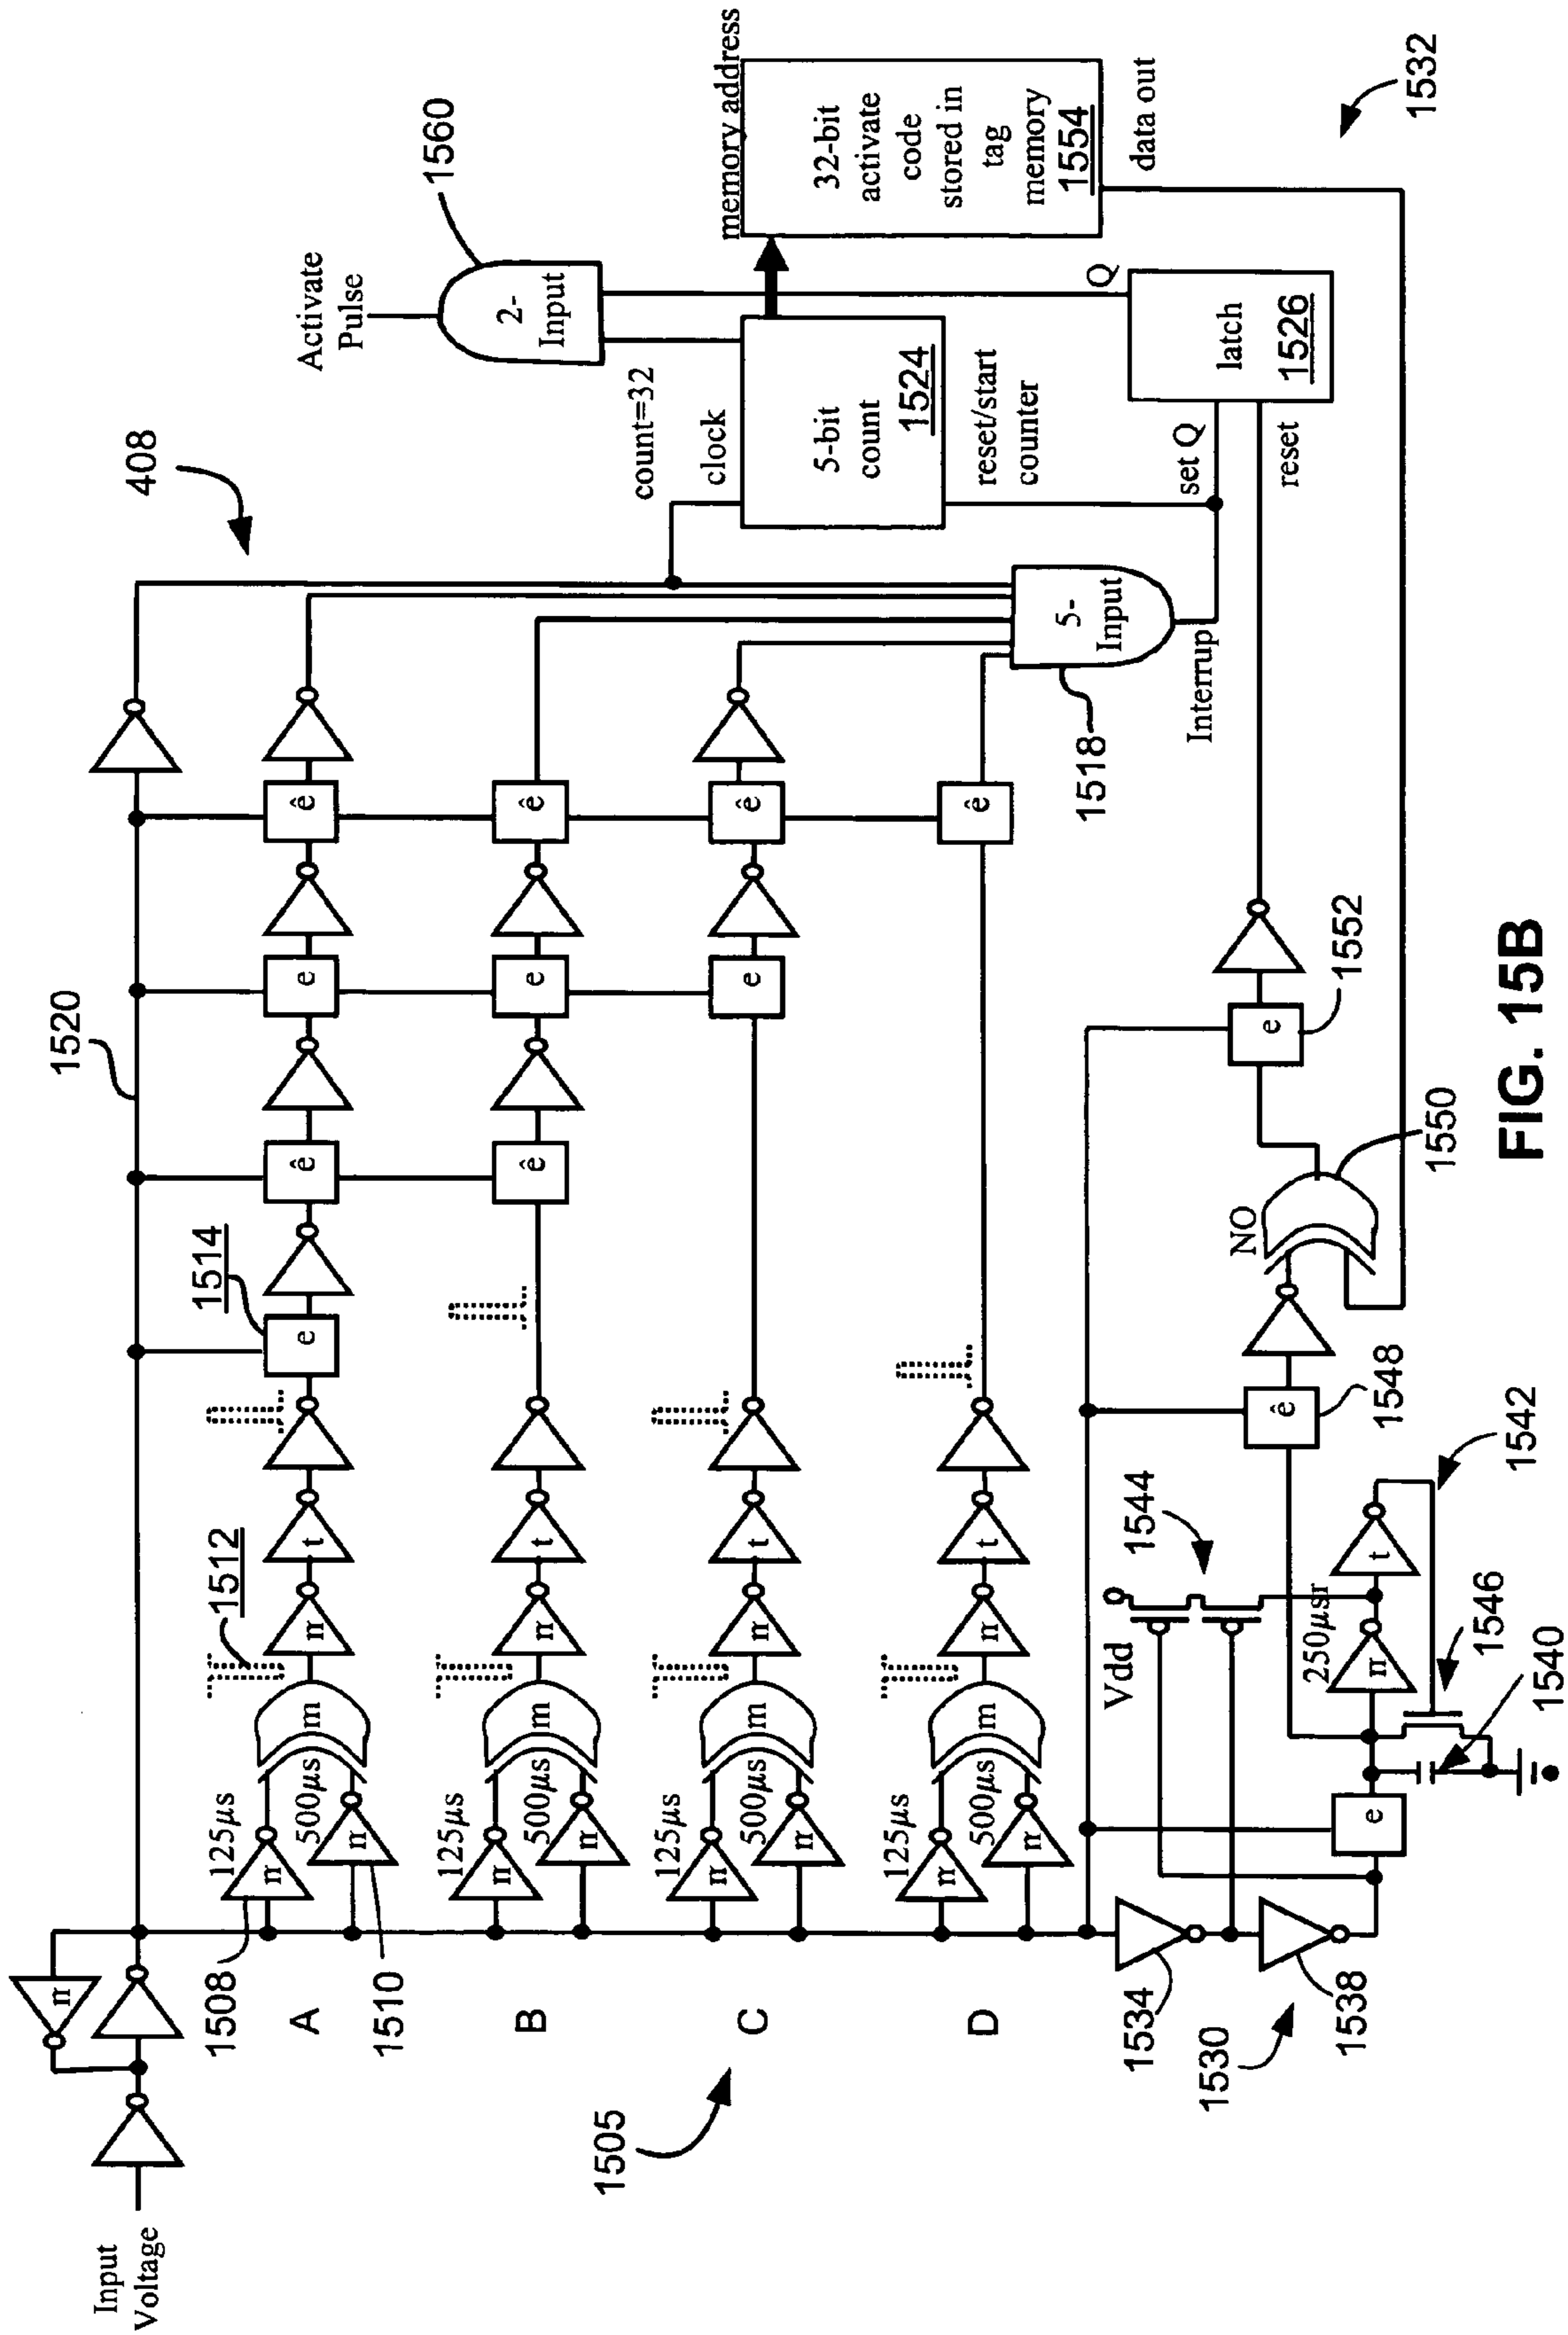 Input
Voltage
n
1520
408
Activate
Pulse
1560
2-
Input
memory address
32-bit
activate
code
stored in
tag
memory
1554
data out
1532
count=32
clock
5-bit
count
1524
reset/start
counter
Q
latch
1526
set Q
reset
5-
Input
1518
Interrup
1505
A
1508
1510
125µs
500µs
n
n
m
1512
n
t
1514
e
ê
e
ê
B
125µs
500µs
n
n
m
n
t
ê
e
ê
C
125µs
500µs
n
n
m
n
t
e
ê
D
125µs
500µs
n
n
m
n
t
ê
1530
1534
1538
e
Vdd
1544
250µsr
n
t
1546
1540
1542
ê
1548
NO
1550
e
1552
FIG. 15B